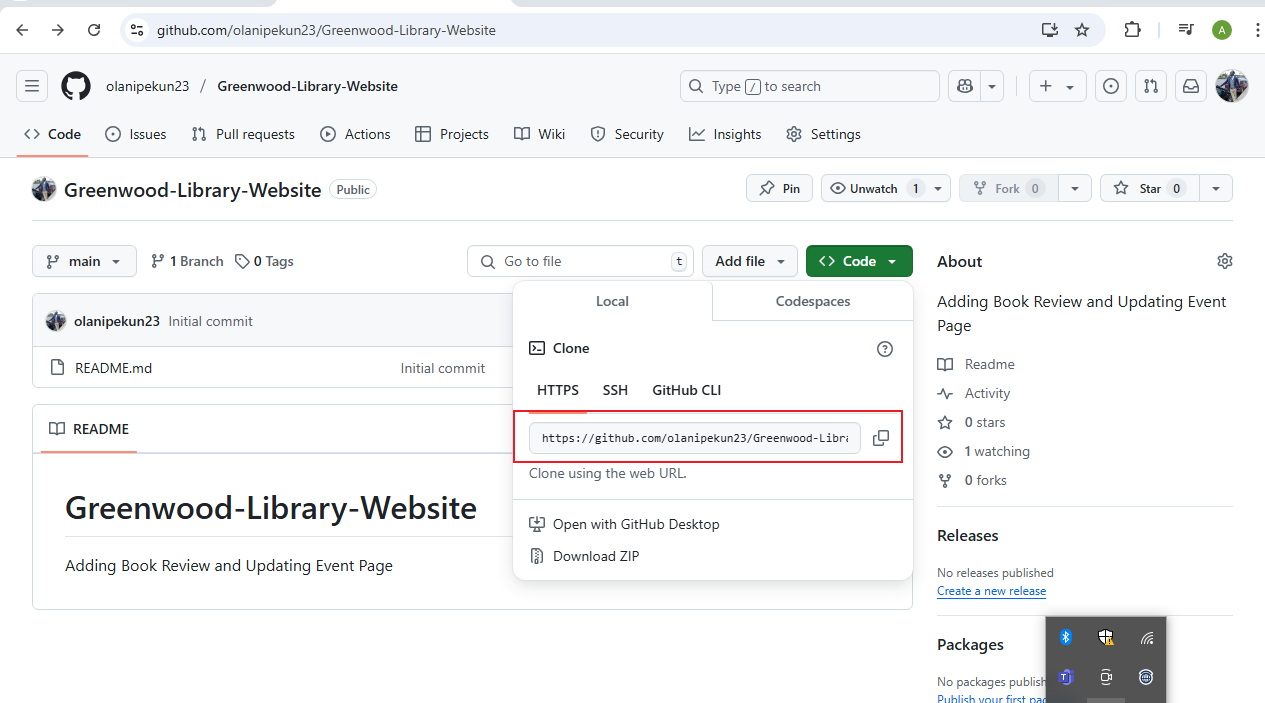 github.com/olanipekun23/Greenwood-Library-Website
A
olanipekun23 / Greenwood-Library-Website
Type / to search
Code Issues Pull requests Actions Projects Wiki Security Insights Settings
Greenwood-Library-Website Public
Pin Unwatch 1 Fork 0 Star 0
main 1 Branch 0 Tags
Go to file t Add file Code
About
Local Codespaces
Adding Book Review and Updating Event
Page
olanipekun23 Initial commit
Clone
README.md Initial commit
Readme
HTTPS SSH GitHub CLI
Activity
0 stars
README
https://github.com/olanipekun23/Greenwood-Libra
1 watching
Clone using the web URL.
0 forks
Greenwood-Library-Website
Open with GitHub Desktop
Releases
Download ZIP
Adding Book Review and Updating Event Page
No releases published
Create a new release
Packages
No packages publish
Publish your first pac